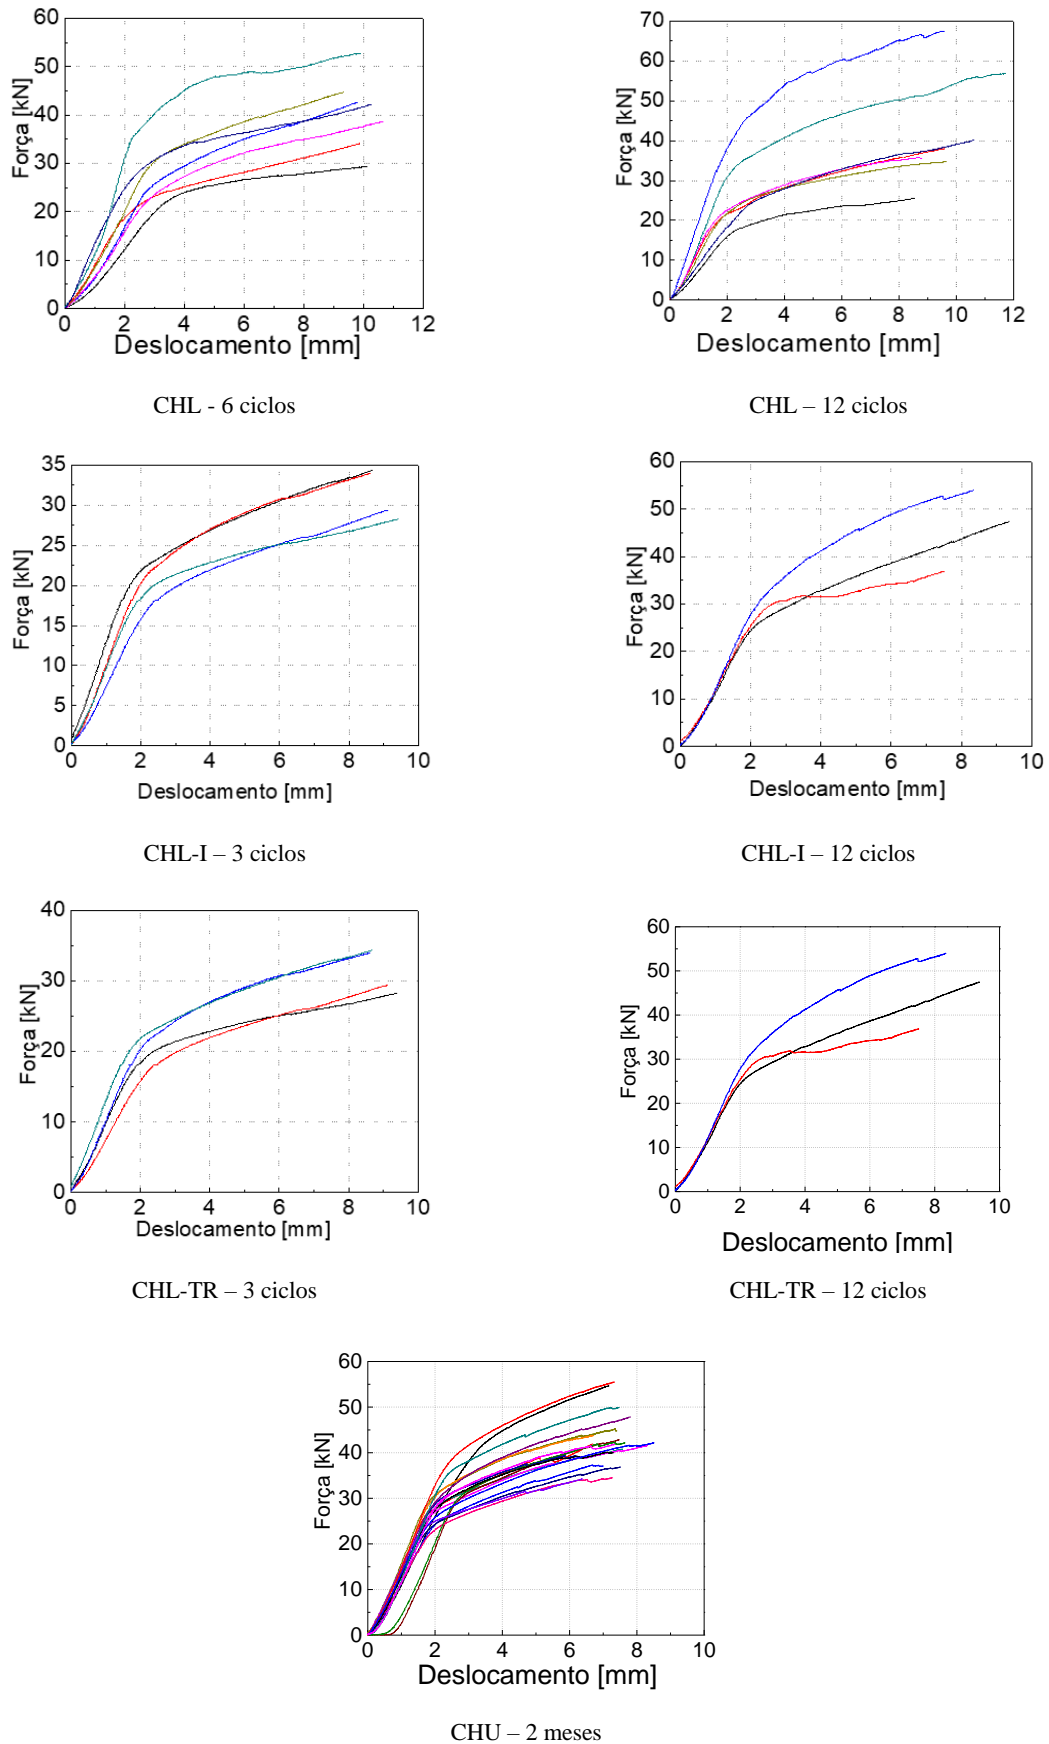 60
50
40
30
20
10
0
Força [kN]
0 2 4 6 8 10 12
Deslocamento [mm]
CHL - 6 ciclos
70
60
50
40
30
20
10
0
Força [kN]
0 2 4 6 8 10 12
Deslocamento [mm]
CHL – 12 ciclos
35
30
25
20
15
10
5
0
Força [kN]
0 2 4 6 8 10
Deslocamento [mm]
CHL-I – 3 ciclos
60
50
40
30
20
10
0
Força [kN]
0 2 4 6 8 10
Deslocamento [mm]
CHL-I – 12 ciclos
40
30
20
10
0
Força [kN]
0 2 4 6 8 10
Deslocamento [mm]
CHL-TR – 3 ciclos
60
50
40
30
20
10
0
Força [kN]
0 2 4 6 8 10
Deslocamento [mm]
CHL-TR – 12 ciclos
60
50
40
30
20
10
0
Força [kN]
0 2 4 6 8 10
Deslocamento [mm]
CHU – 2 meses